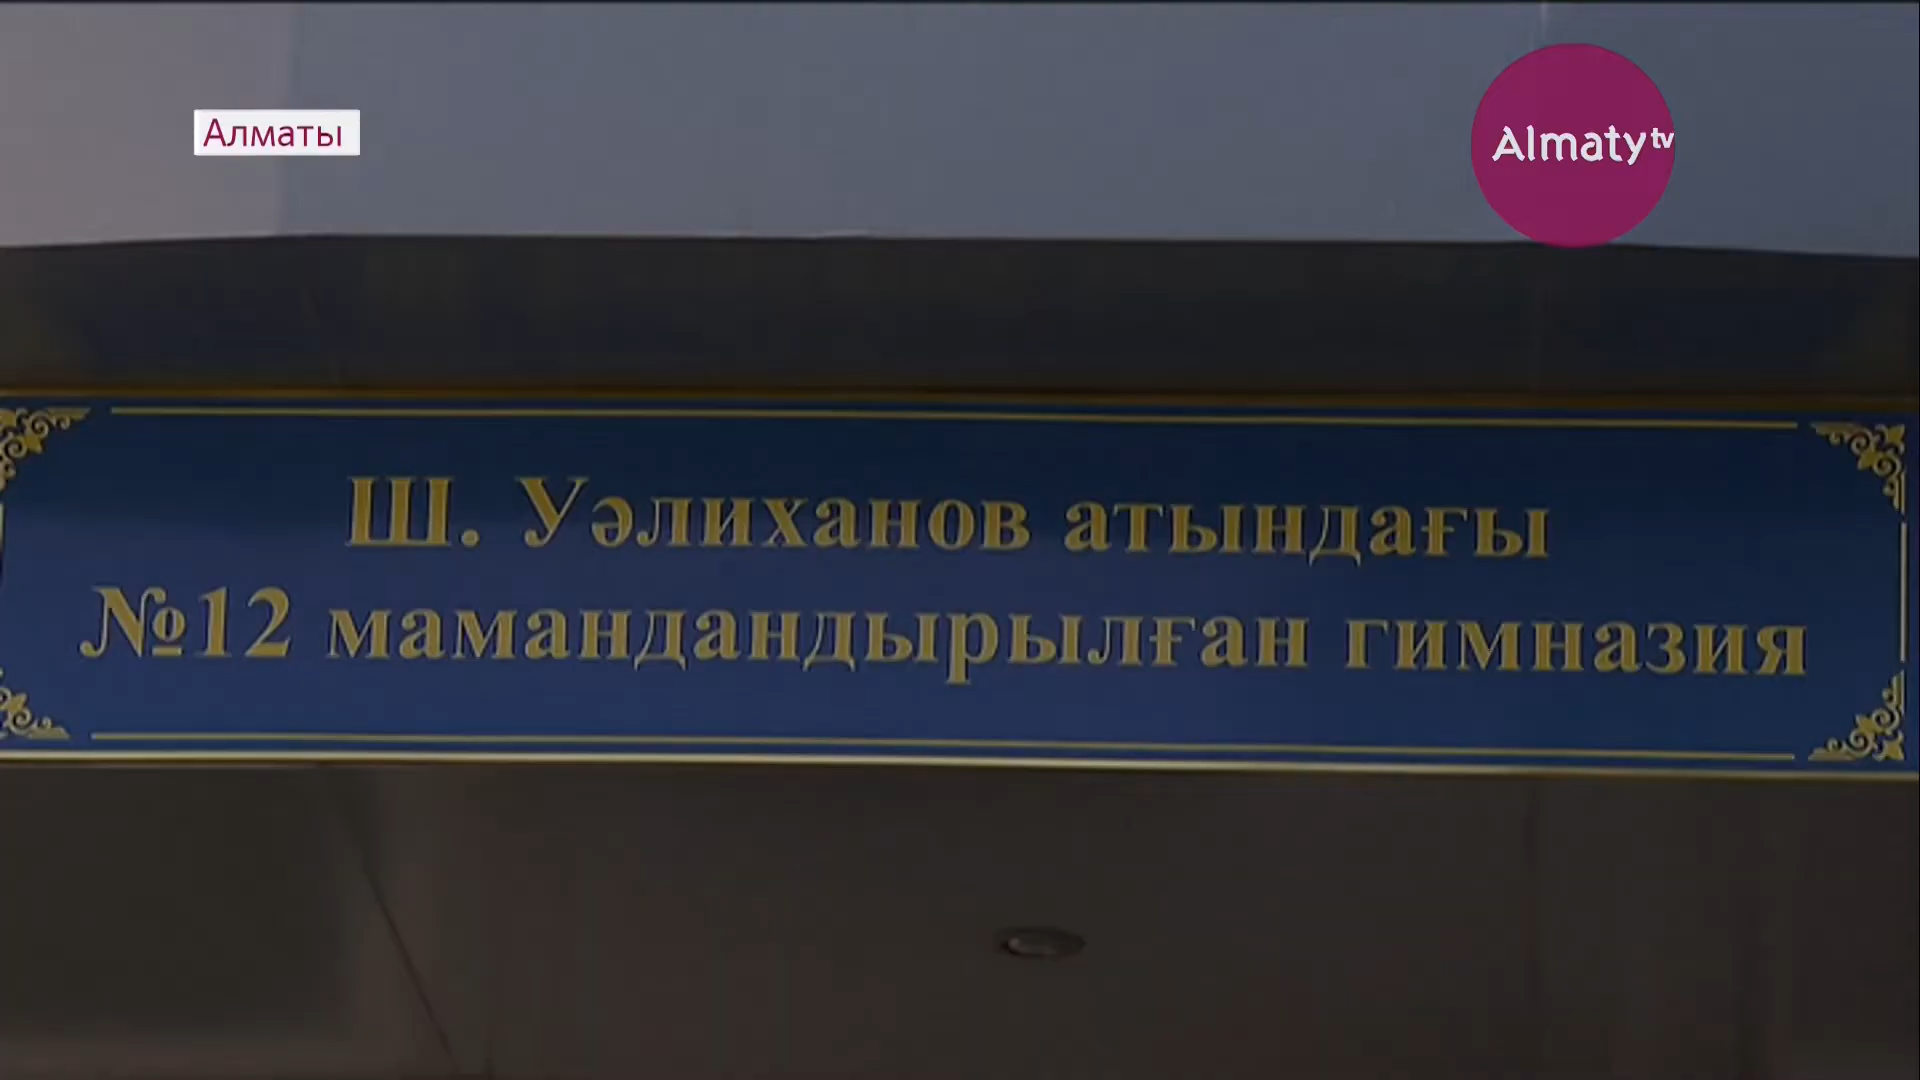 Алматы
Almaty tv
Ш. Уәлиханов атындағы
№12 мамандандырылған гимназия